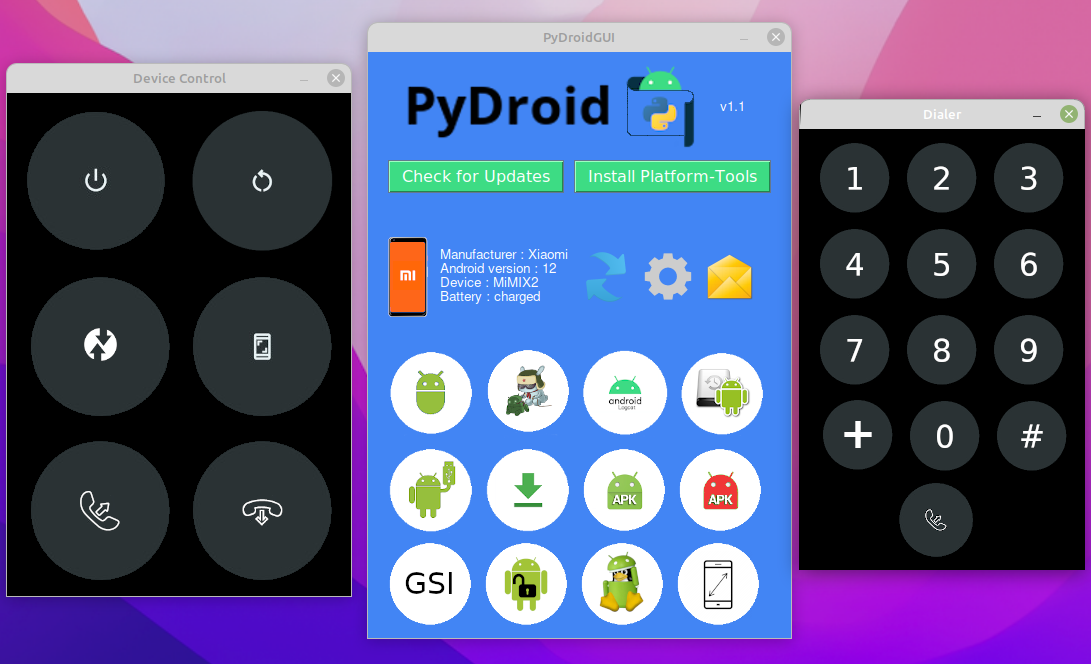 Device Control
PyDroidGUI
PyDroid
v1.1
Check for Updates
Install Platform-Tools
mi
Manufacturer : Xiaomi
Android version : 12
Device : MiMIX2
Battery : charged
android
Logcat
APK
APK
GSI
Dialer
1 2 3
4 5 6
7 8 9
+ 0 #